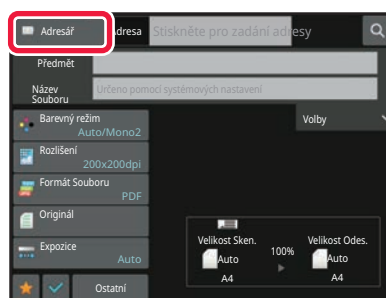 Adresář
Adresa
Stiskněte pro zadání adresy
Předmět
Název
Souboru
Určeno pomocí systémových nastavení
Barevný režim
Auto/Mono2
Volby
Rozlišení
200x200dpi
Formát Souboru
PDF
Originál
Expozice
Auto
Velikost Sken.
100%
Velikost Odes.
Auto
Auto
A4
A4
Ostatní